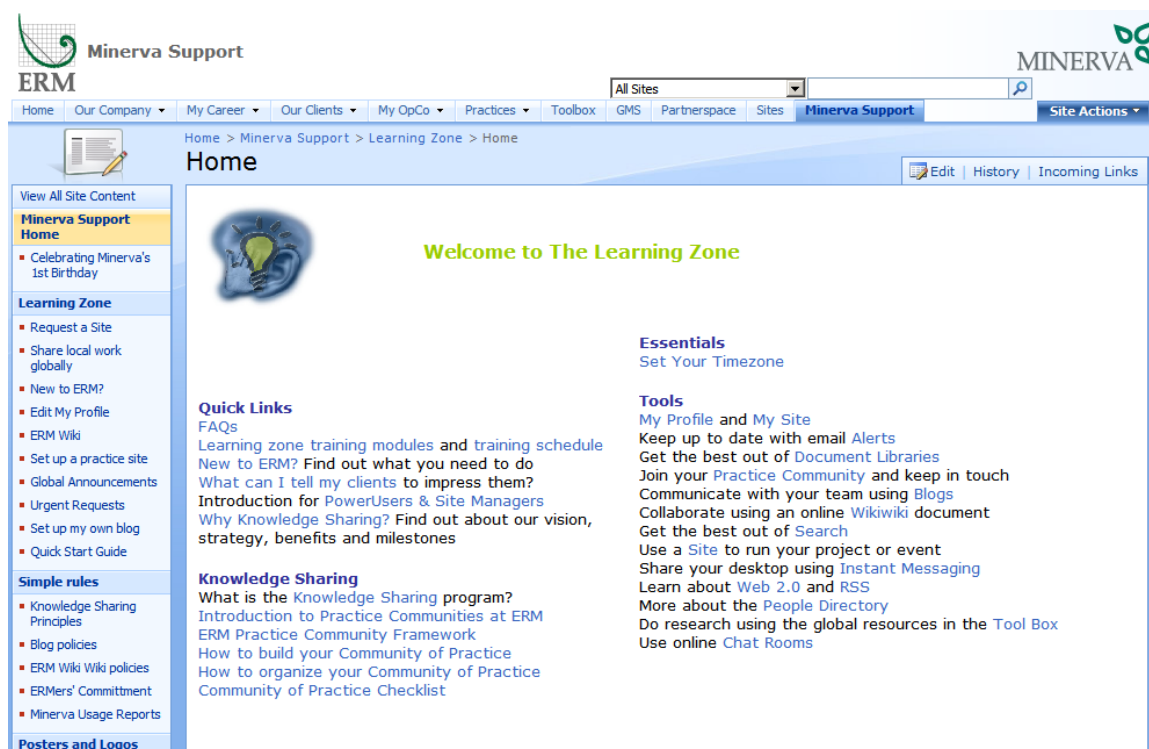 ERM
Minerva Support
MINERVA
All Sites
Home Our Company My Career Our Clients My OpCo Practices Toolbox GMS Partnerspace Sites Minerva Support Site Actions
Home > Minerva Support > Learning Zone > Home
Home
Edit | History | Incoming Links
View All Site Content
Minerva Support
Home
Celebrating Minerva's
1st Birthday
Learning Zone
Request a Site
Share local work
globally
New to ERM?
Edit My Profile
ERM Wiki
Set up a practice site
Global Announcements
Urgent Requests
Set up my own blog
Quick Start Guide
Simple rules
Knowledge Sharing
Principles
Blog policies
ERM Wiki Wiki policies
ERMers' Committment
Minerva Usage Reports
Posters and Logos
Welcome to The Learning Zone
Quick Links
FAQs
Learning zone training modules and training schedule
New to ERM? Find out what you need to do
What can I tell my clients to impress them?
Introduction for PowerUsers & Site Managers
Why Knowledge Sharing? Find out about our vision,
strategy, benefits and milestones
Knowledge Sharing
What is the Knowledge Sharing program?
Introduction to Practice Communities at ERM
ERM Practice Community Framework
How to build your Community of Practice
How to organize your Community of Practice
Community of Practice Checklist
Essentials
Set Your Timezone
Tools
My Profile and My Site
Keep up to date with email Alerts
Get the best out of Document Libraries
Join your Practice Community and keep in touch
Communicate with your team using Blogs
Collaborate using an online Wikiwiki document
Get the best out of Search
Use a Site to run your project or event
Share your desktop using Instant Messaging
Learn about Web 2.0 and RSS
More about the People Directory
Do research using the global resources in the Tool Box
Use online Chat Rooms